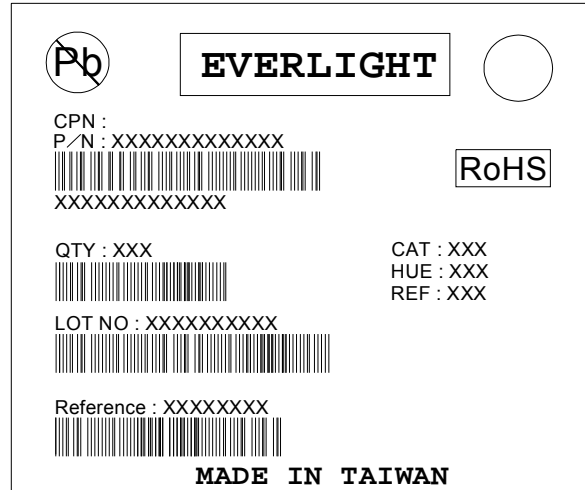 Pb
EVERLIGHT
CPN :
P/N : XXXXXXXXXXXXX
RoHS
XXXXXXXXXXXXX
QTY : XXX
CAT : XXX
HUE : XXX
REF : XXX
LOT NO : XXXXXXXXXX
Reference : XXXXXXXX
MADE IN TAIWAN